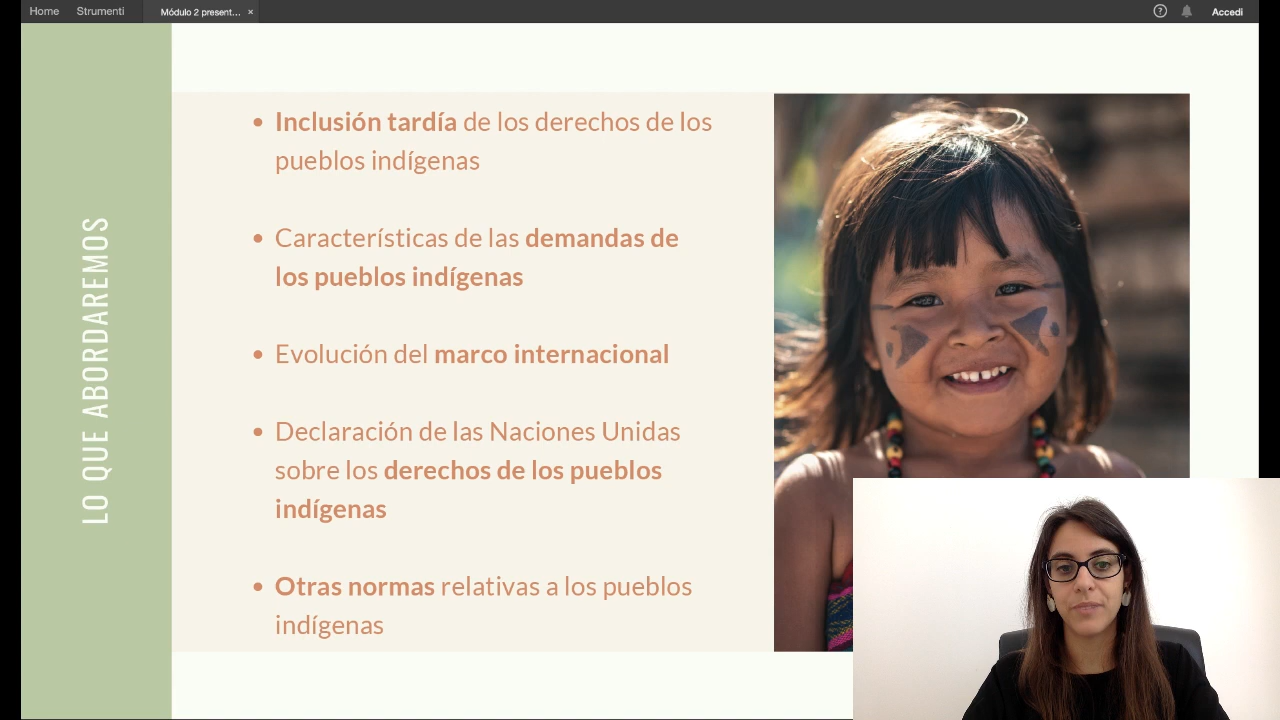 Home Strumenti Módulo 2 present... × ? Accedi
LO QUE ABORDAREMOS
• Inclusión tardía de los derechos de los
pueblos indígenas
• Características de las demandas de
los pueblos indígenas
• Evolución del marco internacional
• Declaración de las Naciones Unidas
sobre los derechos de los pueblos
indígenas
• Otras normas relativas a los pueblos
indígenas